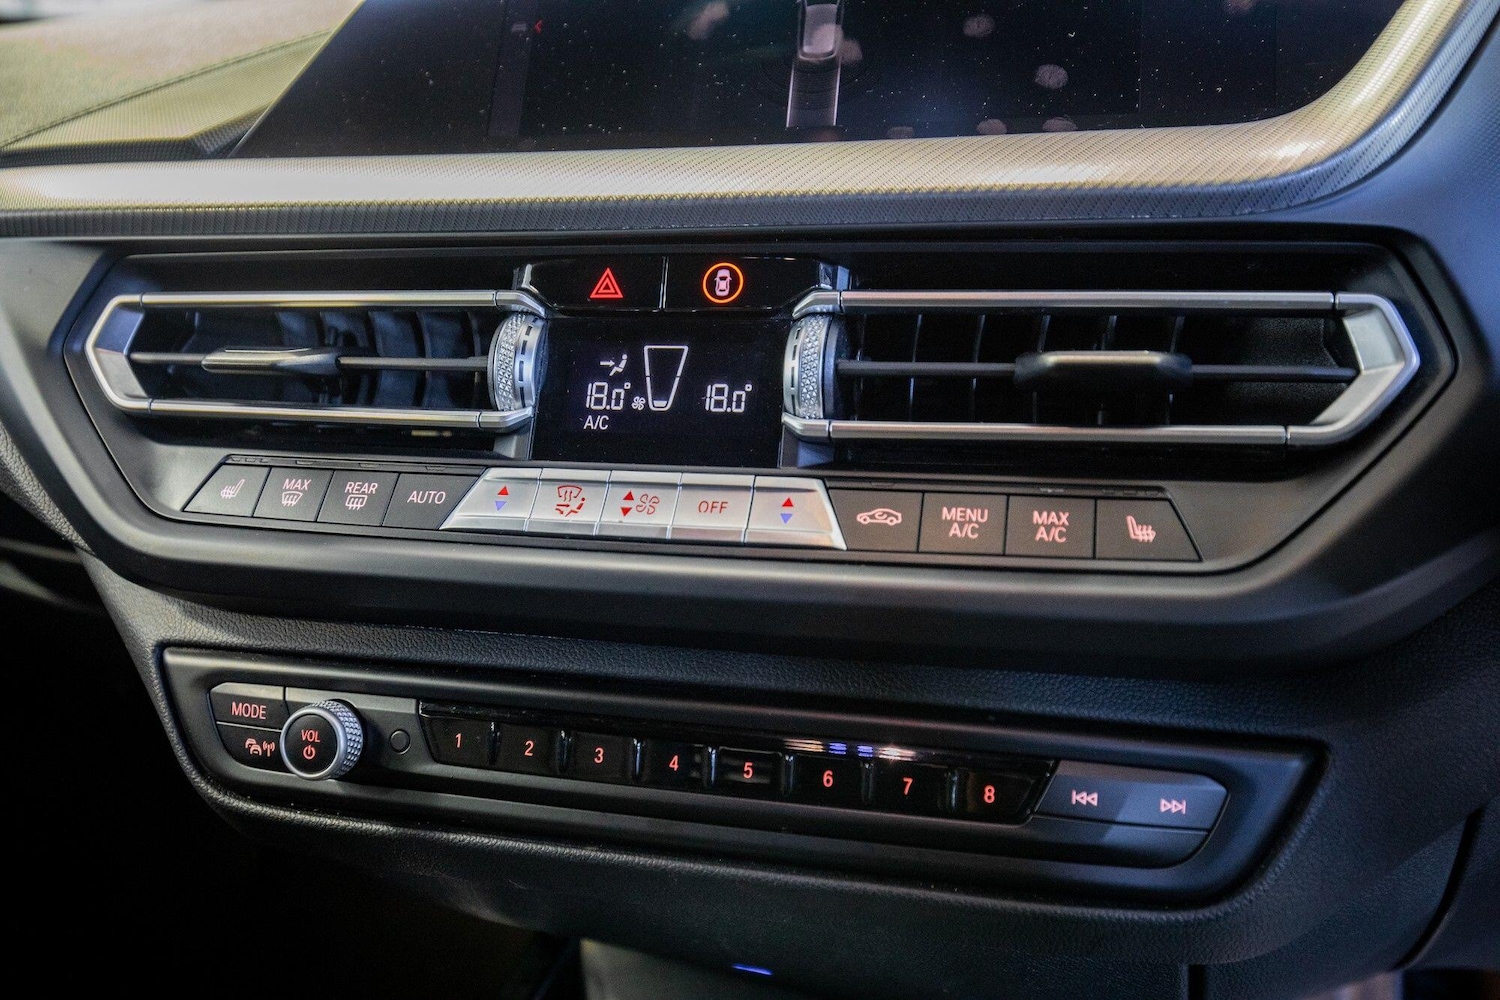 18.0°
18.0°
A/C
MAX
REAR
AUTO
OFF
MENU
A/C
MAX
A/C
MODE
VOL
1
2
3
4
5
6
7
8